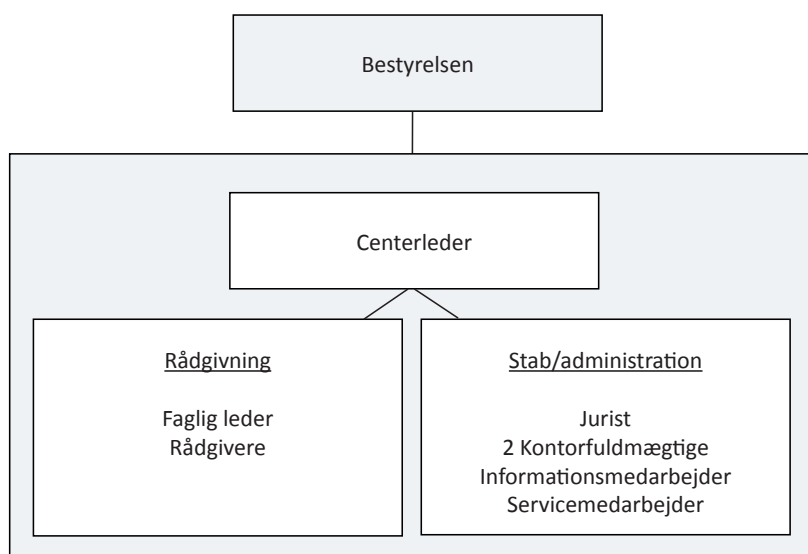 Bestyrelsen
Centerleder
Rådgivning
Faglig leder
Rådgivere
Stab/administration
Jurist
2 Kontorfuldmægtige
Informationsmedarbejder
Servicemedarbejder